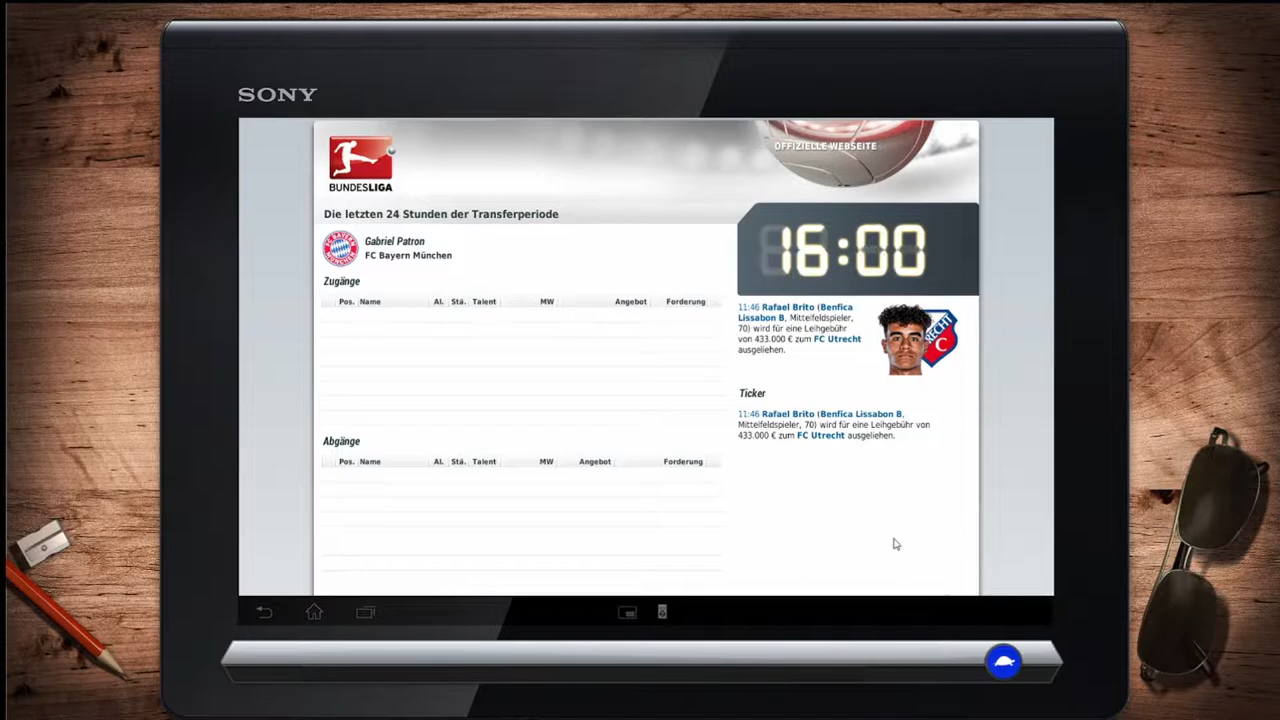 SONY
BUNDESLIGA
OFFIZIELLE WEBSEITE
Die letzten 24 Stunden der Transferperiode
Gabriel Patron
FC Bayern München
16:00
Zugänge
Pos. Name Al. Stä. Talent MW Angebot Forderung
11:46 Rafael Brito (Benfica
Lissabon B, Mittelfeldspieler,
70) wird für eine Leihgebühr
von 433.000 € zum FC Utrecht
ausgeliehen.
Ticker
11:46 Rafael Brito (Benfica Lissabon B,
Mittelfeldspieler, 70) wird für eine Leihgebühr von
433.000 € zum FC Utrecht ausgeliehen.
Abgänge
Pos. Name Al. Stä. Talent MW Angebot Forderung